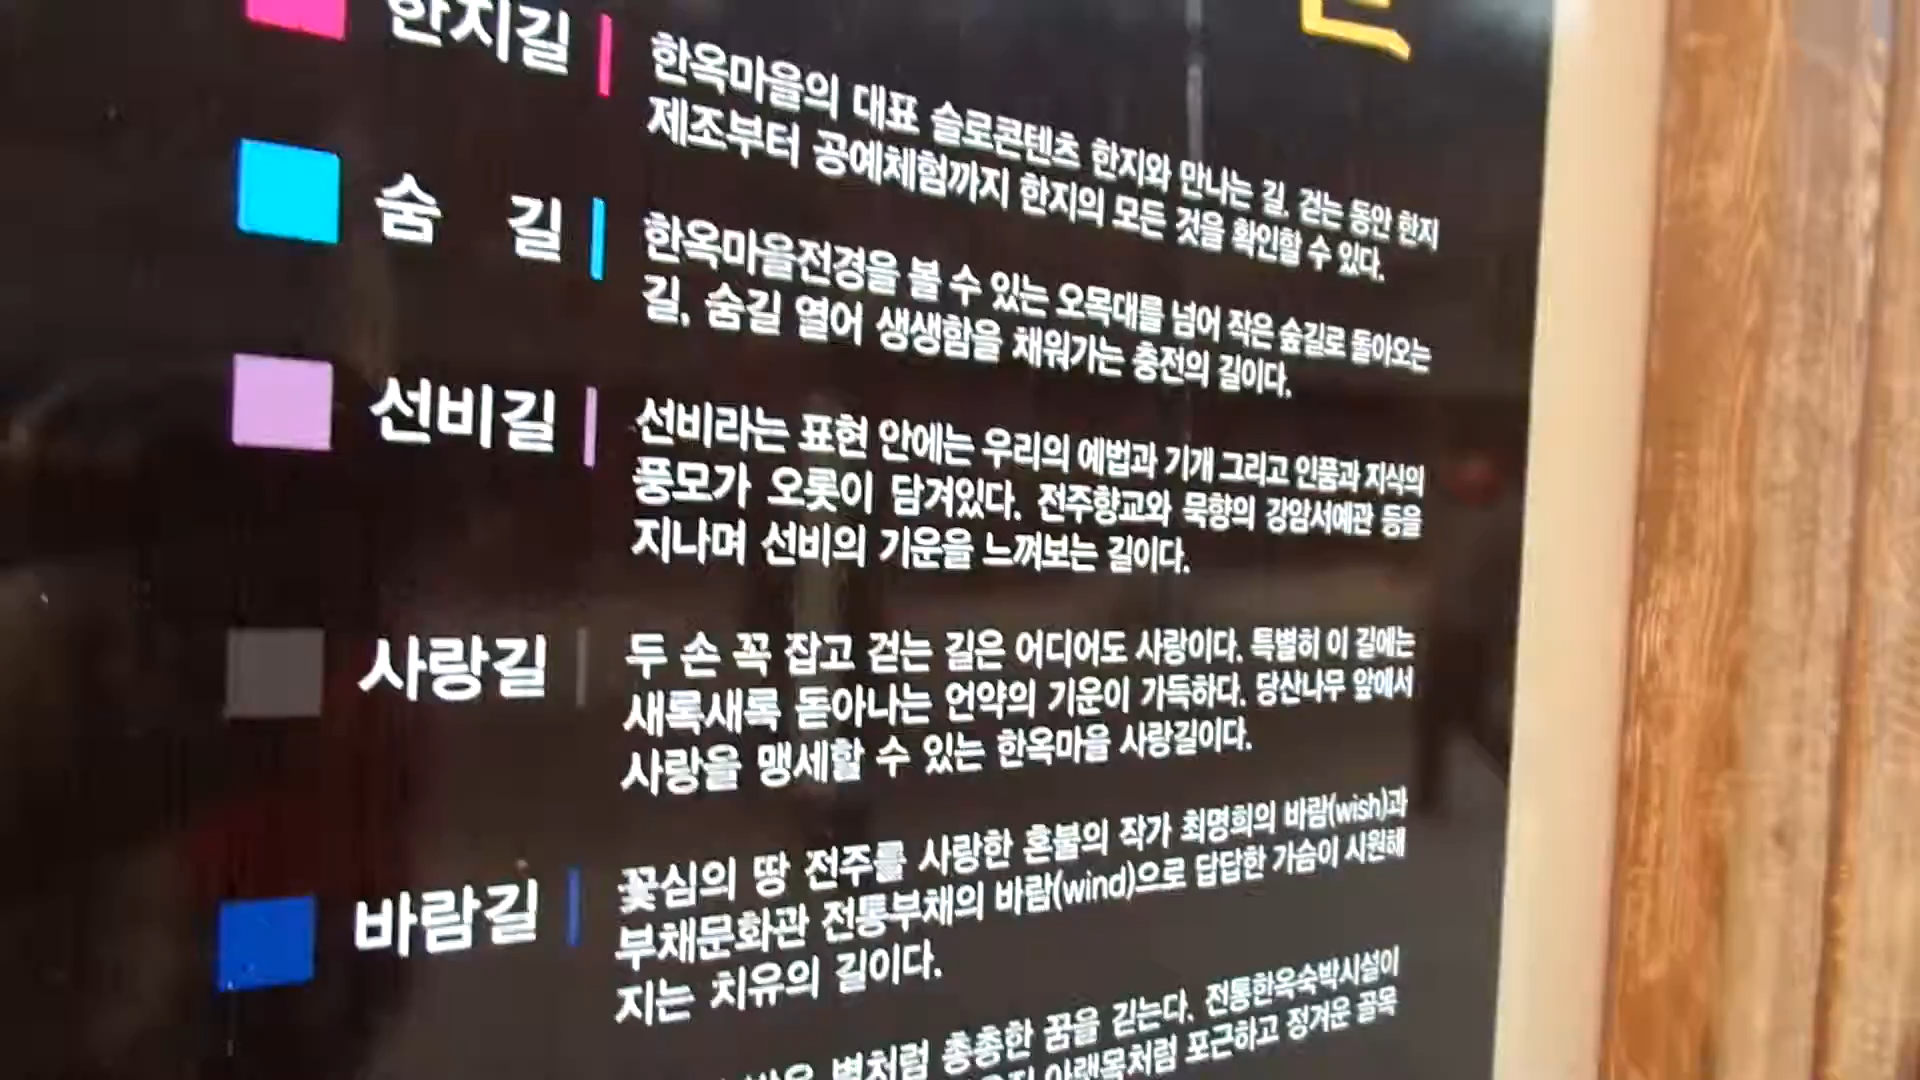 한지길
한옥마을의 대표 슬로콘텐츠 한지와 만나는 길. 걷는 동안 한지
제조부터 공예체험까지 한지의 모든 것을 확인할 수 있다.
숨 길
한옥마을전경을 볼 수 있는 오목대를 넘어 작은 숲길로 돌아오는
길, 숨길 열어 생생함을 채워가는 충전의 길이다.
선비길
선비라는 표현 안에는 우리의 예법과 기개 그리고 인품과 지식의
풍모가 오롯이 담겨있다. 전주향교와 묵향의 강암서예관 등을
지나며 선비의 기운을 느껴보는 길이다.
사랑길
두 손 꼭 잡고 걷는 길은 어디어도 사랑이다. 특별히 이 길에는
새록새록 돋아나는 언약의 기운이 가득하다. 당산나무 앞에서
사랑을 맹세할 수 있는 한옥마을 사랑길이다.
바람길
꽃심의 땅 전주를 사랑한 혼불의 작가 최명희의 바람(wish)과
부채문화관 전통부채의 바람(wind)으로 답답한 가슴이 시원해
지는 치유의 길이다.
별처럼 총총한 꿈을 긷는다. 전통한옥숙박시설이
아랫목처럼 포근하고 정겨운 골목